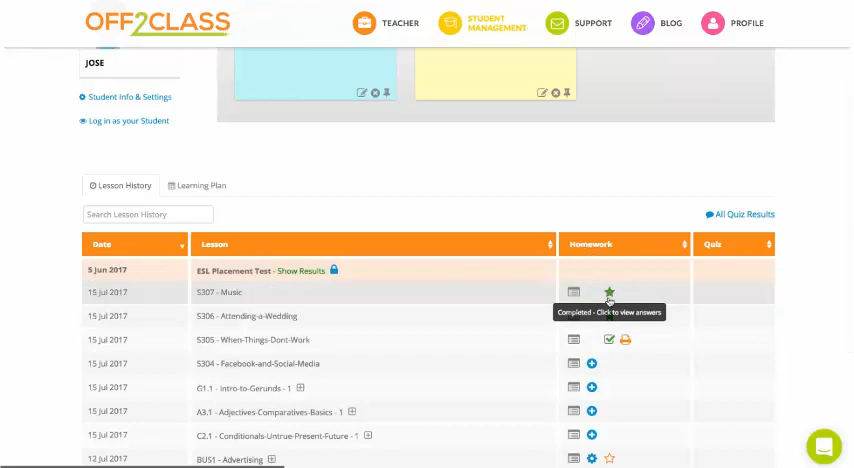 OFF2CLASS
TEACHER
STUDENT
MANAGEMENT
SUPPORT
BLOG
PROFILE
JOSE
Student Info & Settings
Log in as your Student
Lesson History
Learning Plan
Search Lesson History
All Quiz Results
Date Lesson Homework Quiz
5 Jun 2017 ESL Placement Test - Show Results
15 Jul 2017 S307 - Music
Completed - Click to view answers
15 Jul 2017 S306 - Attending-a-Wedding
15 Jul 2017 S305 - When-Things-Dont-Work
15 Jul 2017 S304 - Facebook-and-Social-Media
15 Jul 2017 G1.1 - Intro-to-Gerunds - 1
15 Jul 2017 A3.1 - Adjectives-Comparatives-Basics - 1
15 Jul 2017 C2.1 - Conditionals-Untrue-Present-Future - 1
12 Jul 2017 BUS1 - Advertising